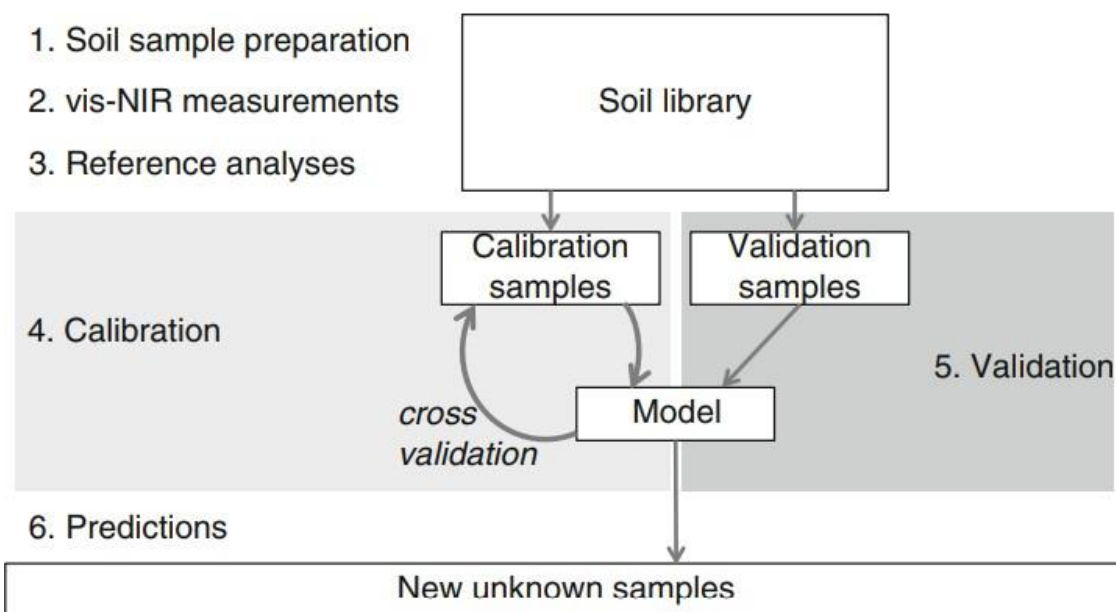 1. Soil sample preparation
2. vis-NIR measurements
3. Reference analyses
Soil library
Calibration
samples
Validation
samples
4. Calibration
5. Validation
Model
cross
validation
6. Predictions
New unknown samples